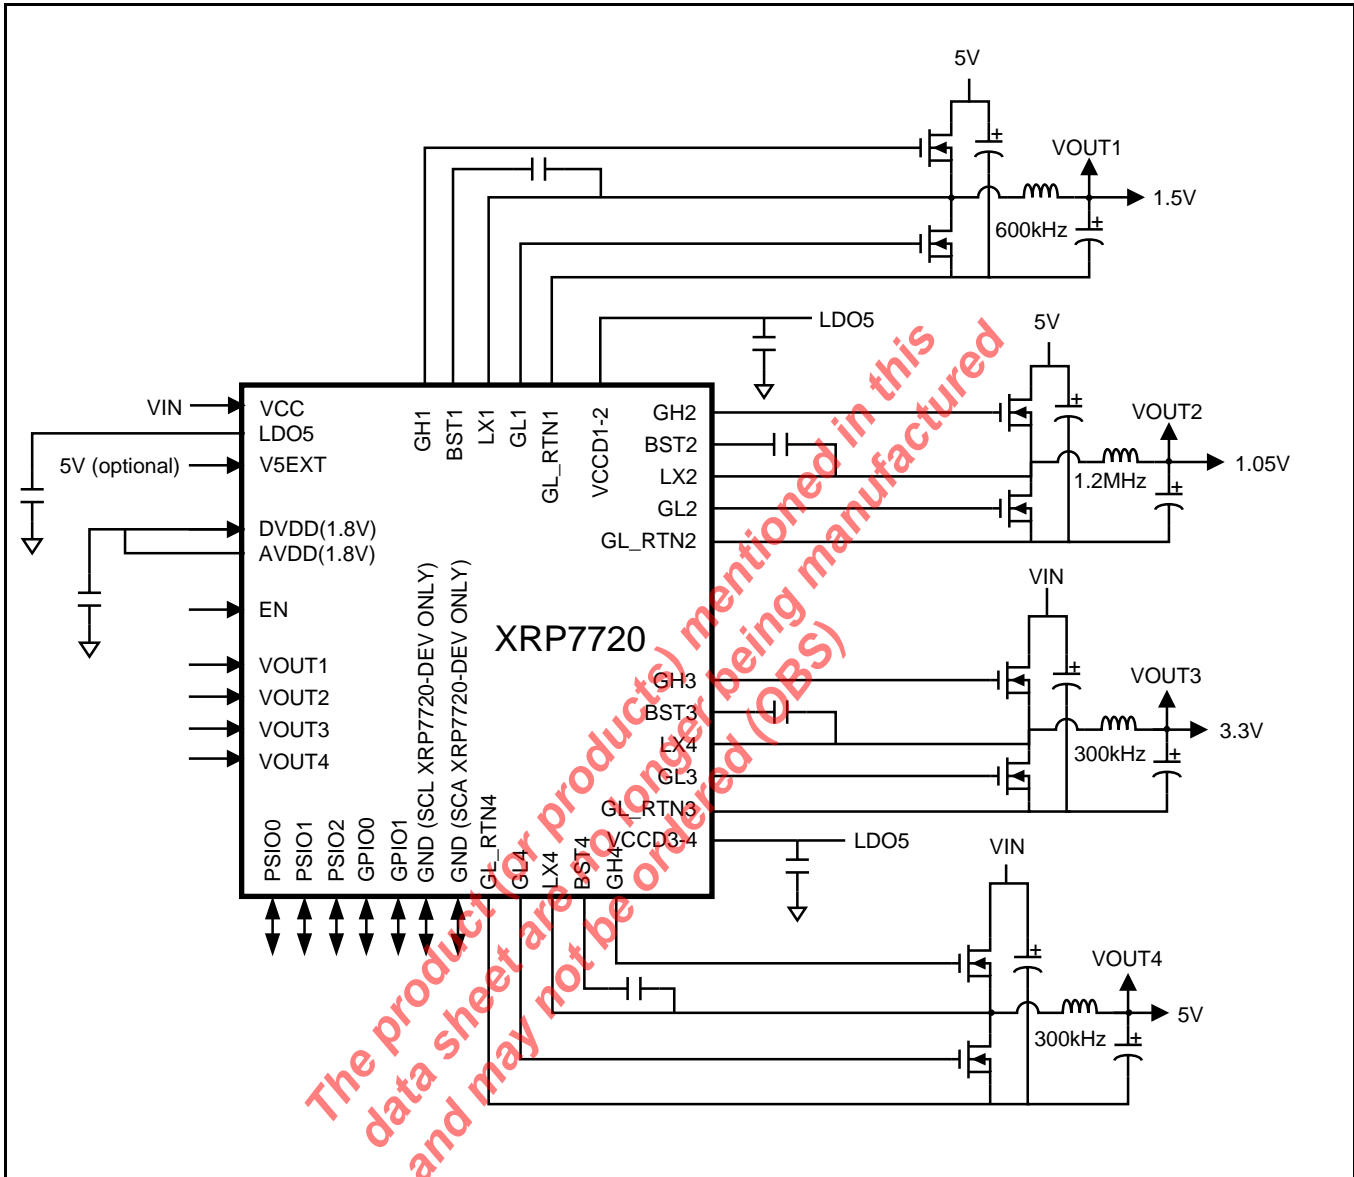 5V
VOUT1
1.5V
600kHz
LDO5
5V
VOUT2
1.05V
1.2MHz
VIN
VCC
LDO5
5V (optional)
V5EXT
DVDD(1.8V)
AVDD(1.8V)
EN
VOUT1
VOUT2
VOUT3
VOUT4
GH1
BST1
LX1
GL1
GL_RTN1
VCCD1-2
GH2
BST2
LX2
GL2
GL_RTN2
XRP7720
GH3
BST3
LX4
GL3
GL_RTN3
VCCD3-4
LDO5
VIN
VOUT3
3.3V
300kHz
PSIO0
PSIO1
PSIO2
GPIO0
GPIO1
GND (SCL XRP7720-DEV ONLY)
GND (SCA XRP7720-DEV ONLY)
GL_RTN4
GL4
LX4
BST4
GH4
VIN
VOUT4
5V
300kHz
The product (or products) mentioned in this
data sheet are no longer being manufactured
and may not be ordered (OBS)